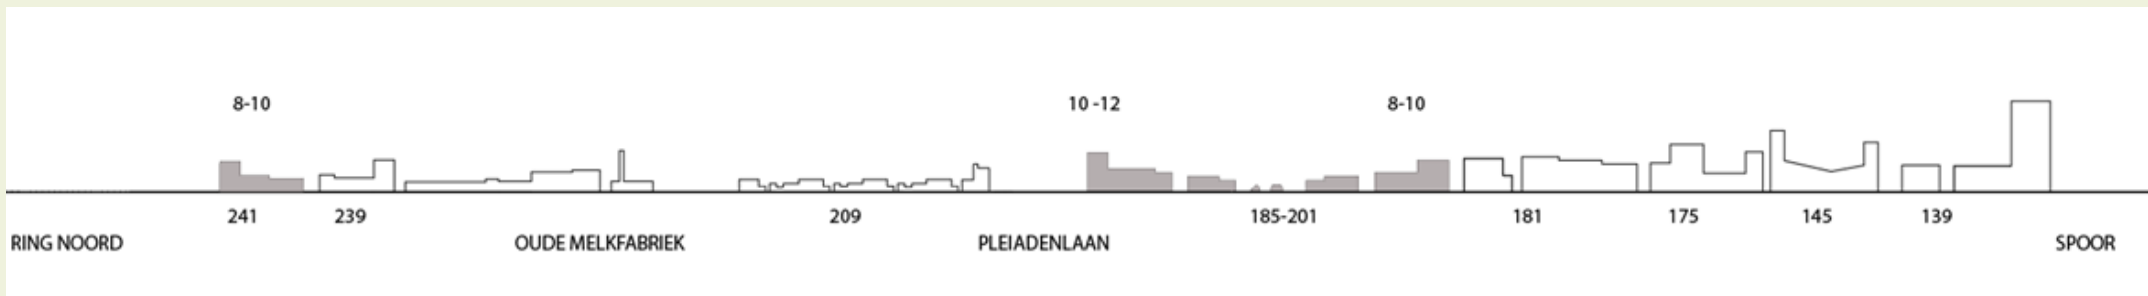 8-10 10 -12 8-10
241 239 209 185-201 181 175 145 139
RING NOORD OUDE MELKFABRIEK PLEIADENLAAN SPOOR